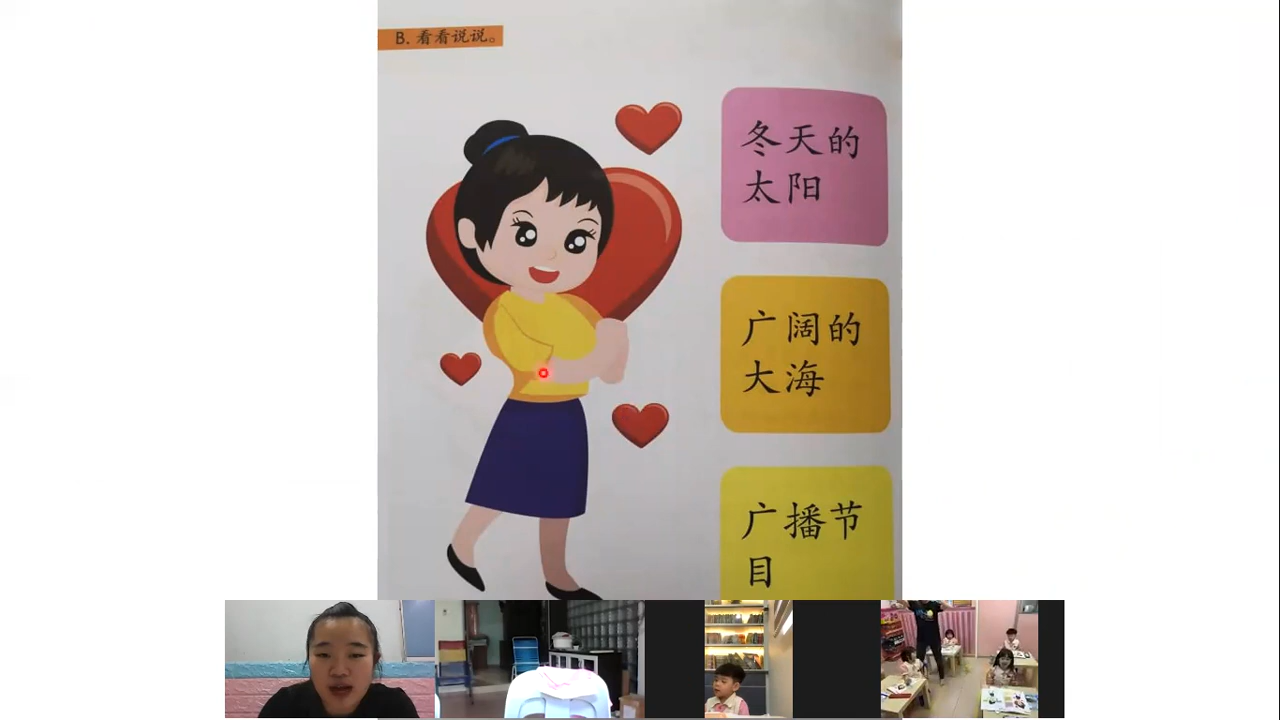 B. 看看说说。
冬天的
太阳
广阔的
大海
广播节
目